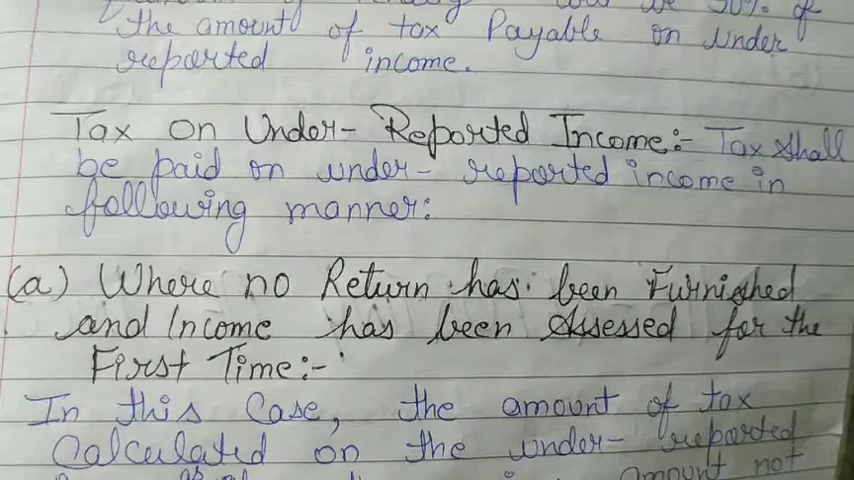 50% of
the amount of tax Payable on under
reported income.
Tax on Under- Reported Income:- Tax shall
be paid on under- reported income in
following manner:
(a) Where no Return has been Furnished
and Income has been Assessed for the
First Time:-
In this Case, the amount of tax
Calculated on the under- reported
amount not